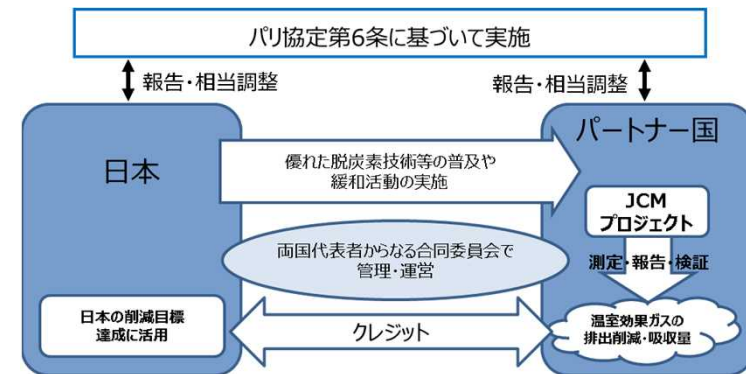 パリ協定第6条に基づいて実施
報告・相当調整
報告・相当調整
日本
パートナー国
優れた脱炭素技術等の普及や
緩和活動の実施
JCM
プロジェクト
両国代表者からなる合同委員会で
管理・運営
測定・報告・検証
日本の削減目標
達成に活用
クレジット
温室効果ガスの
排出削減・吸収量